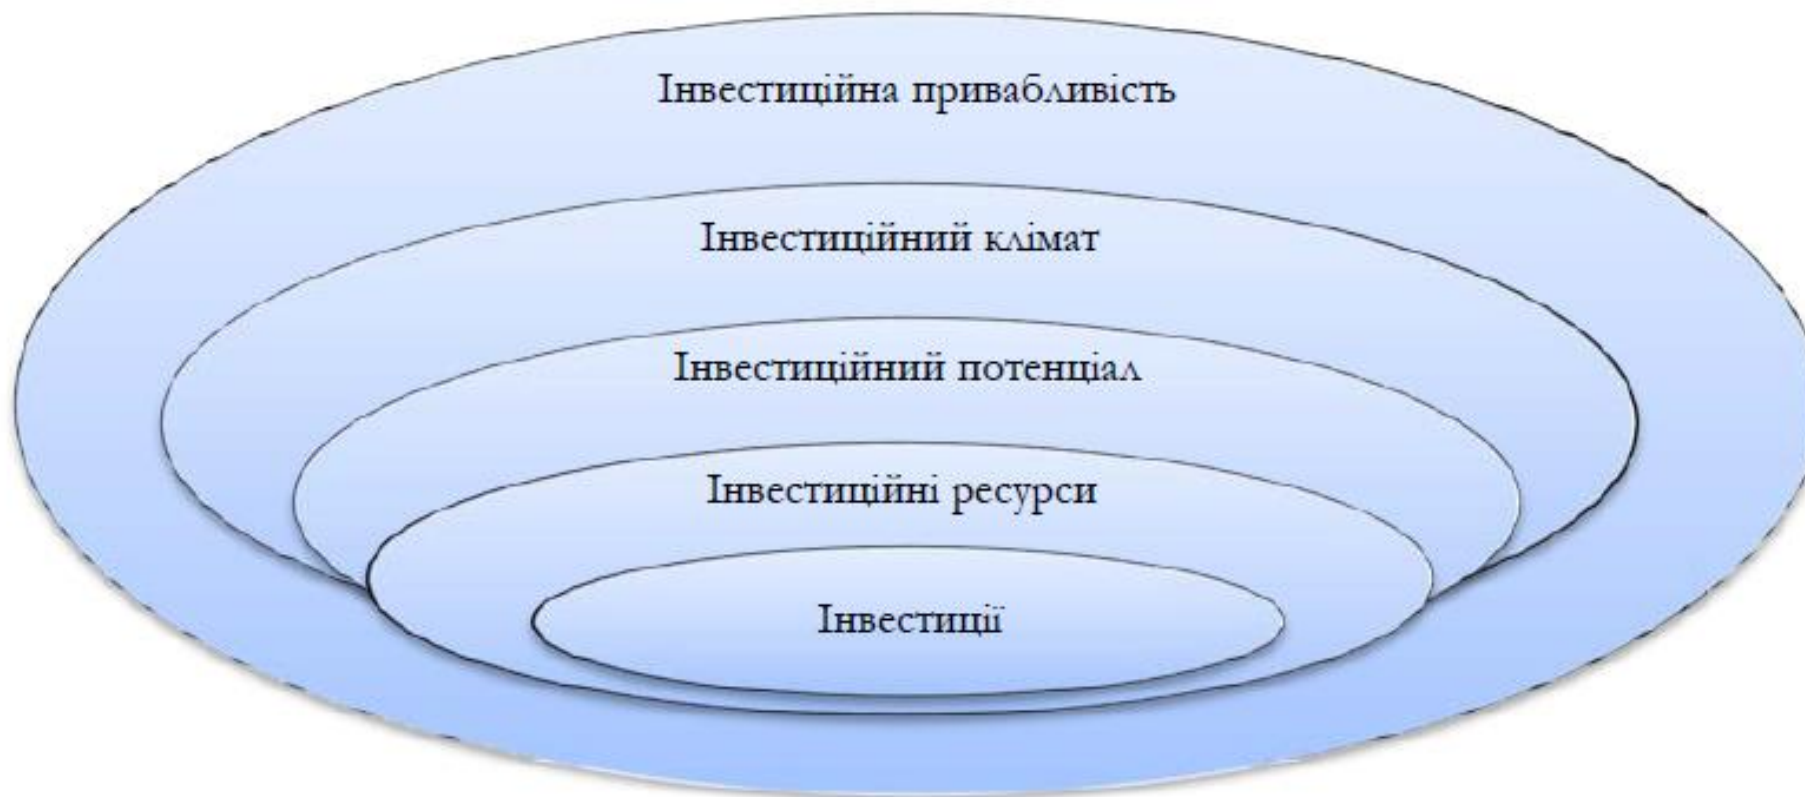 Інвестиційна привабливість
Інвестиційний клімат
Інвестиційний потенціал
Інвестиційні ресурси
Інвестиції